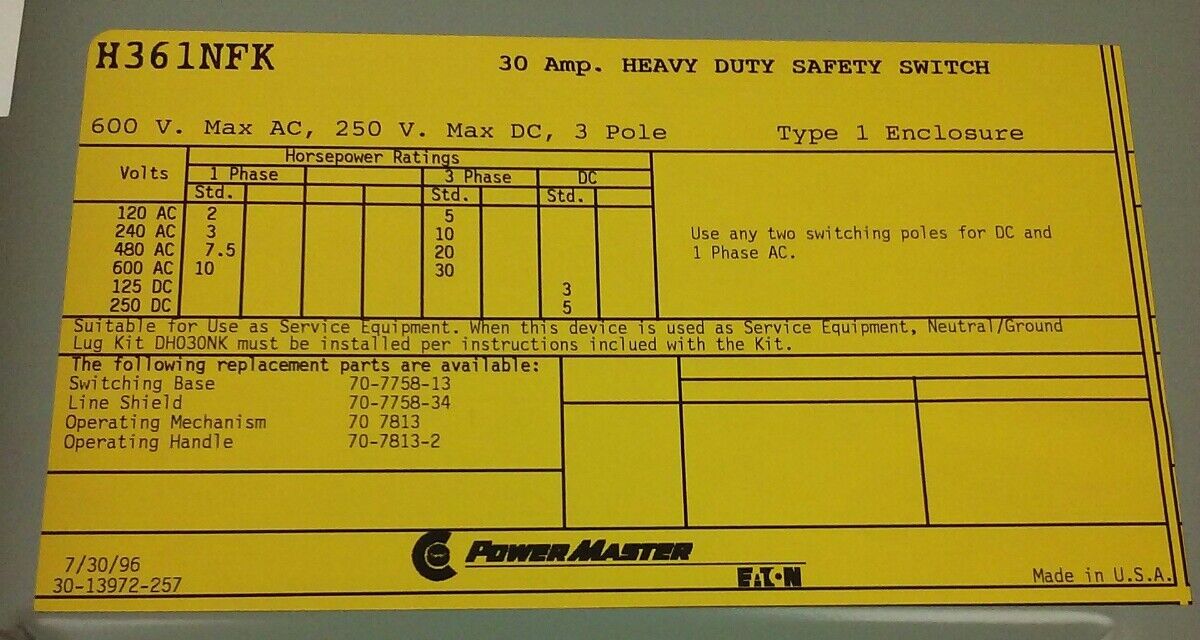 H361NFK
30 Amp. HEAVY DUTY SAFETY SWITCH
600 V. Max AC, 250 V. Max DC, 3 Pole Type 1 Enclosure
Horsepower Ratings
Volts 1 Phase 3 Phase DC
Std. Std. Std.
120 AC 2 5
240 AC 3 10
480 AC 7.5 20
600 AC 10 30
125 DC 3
250 DC 5
Use any two switching poles for DC and
1 Phase AC.
Suitable for Use as Service Equipment. When this device is used as Service Equipment, Neutral/Ground
Lug Kit DH030NK must be installed per instructions inclued with the Kit.
The following replacement parts are available:
Switching Base 70-7758-13
Line Shield 70-7758-34
Operating Mechanism 70 7813
Operating Handle 70-7813-2
7/30/96
30-13972-257
POWER MASTER
EATON
Made in U.S.A.